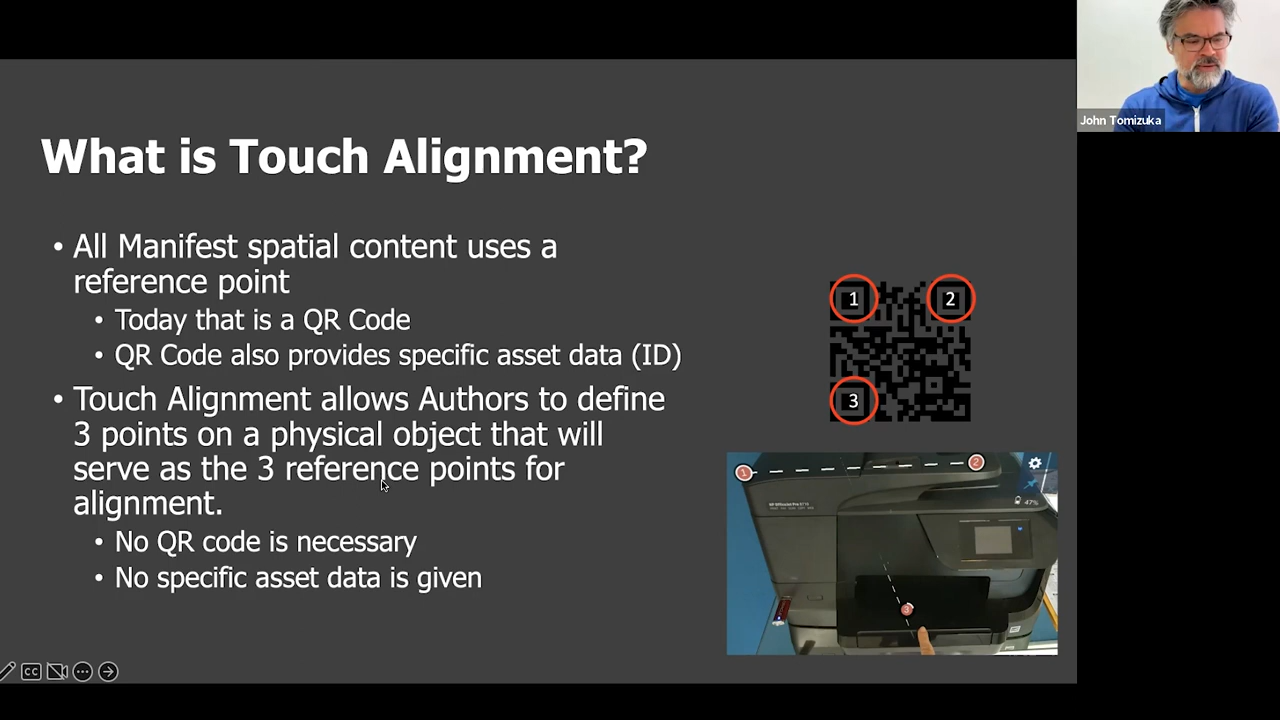 What is Touch Alignment?
• All Manifest spatial content uses a
reference point
• Today that is a QR Code
• QR Code also provides specific asset data (ID)
• Touch Alignment allows Authors to define
3 points on a physical object that will
serve as the 3 reference points for
alignment.
• No QR code is necessary
• No specific asset data is given
1
2
3
1
2
47%
3
CC
John Tomizuka